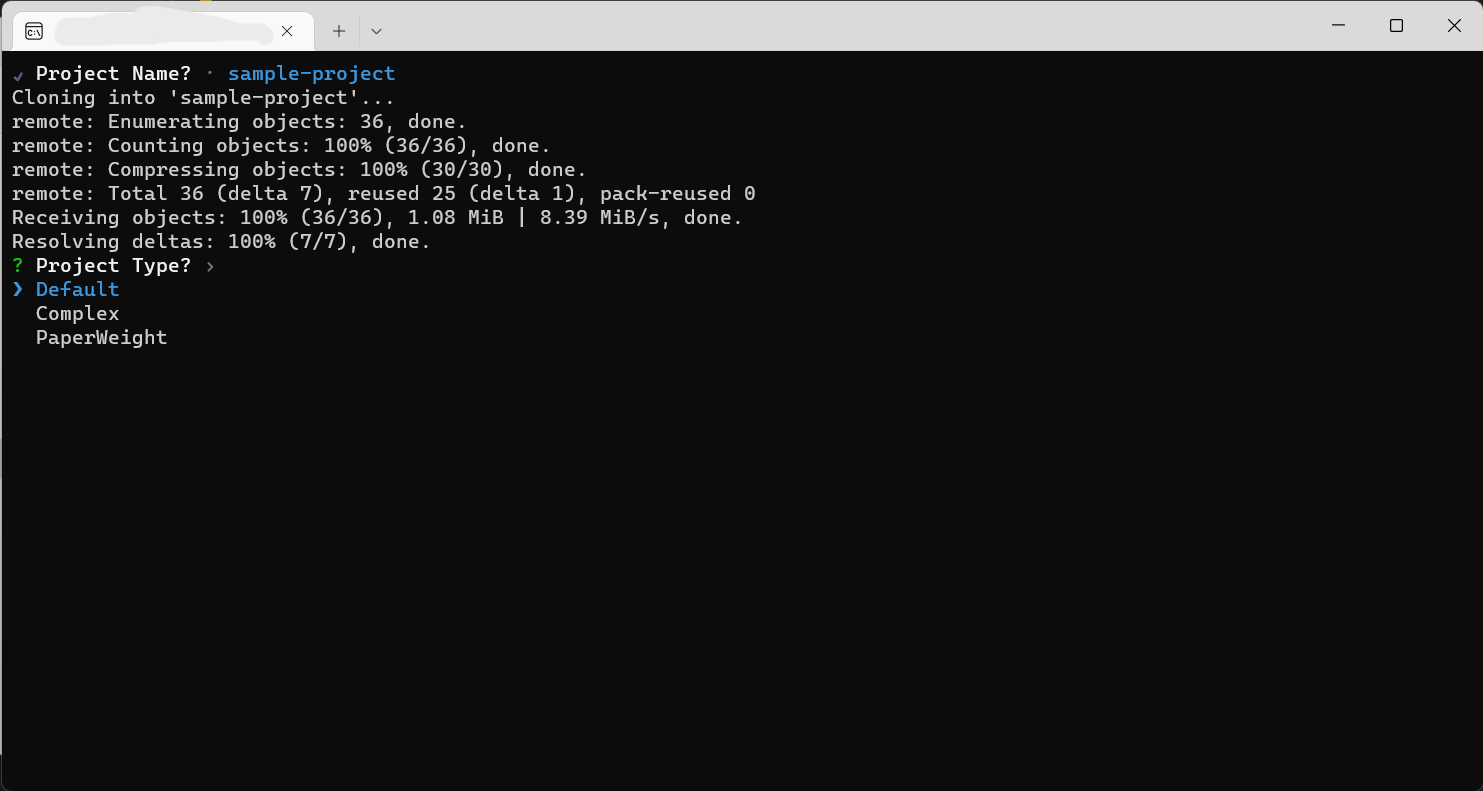 ✔ Project Name? · sample-project
Cloning into 'sample-project'...
remote: Enumerating objects: 36, done.
remote: Counting objects: 100% (36/36), done.
remote: Compressing objects: 100% (30/30), done.
remote: Total 36 (delta 7), reused 25 (delta 1), pack-reused 0
Receiving objects: 100% (36/36), 1.08 MiB | 8.39 MiB/s, done.
Resolving deltas: 100% (7/7), done.
? Project Type? ›
❯ Default
Complex
PaperWeight